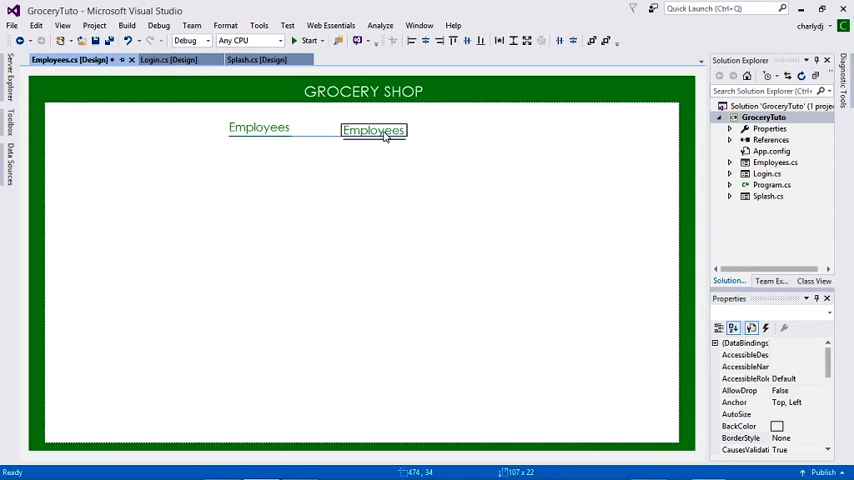 GroceryTuto - Microsoft Visual Studio
Quick Launch (Ctrl+Q)
File Edit View Project Build Debug Team Format Tools Test Web Essentials Analyze Window Help
charlydj
Debug Any CPU Start
Employees.cs [Design] Login.cs [Design] Splash.cs [Design]
Server Explorer
Toolbox
Data Sources
GROCERY SHOP
Employees
Employees
Solution Explorer
Search Solution Explorer (Ctrl+
Solution 'GroceryTuto' (1 projec
GroceryTuto
Properties
References
App.config
Employees.cs
Login.cs
Program.cs
Splash.cs
Solution... Team Ex... Class View
Properties
(DataBindings
AccessibleDes
AccessibleNar
AccessibleRol Default
AllowDrop False
Anchor Top, Left
AutoSize
BackColor
BorderStyle None
CausesValidati True
Diagnostic Tools
Ready 474, 34 107 x 22 Publish